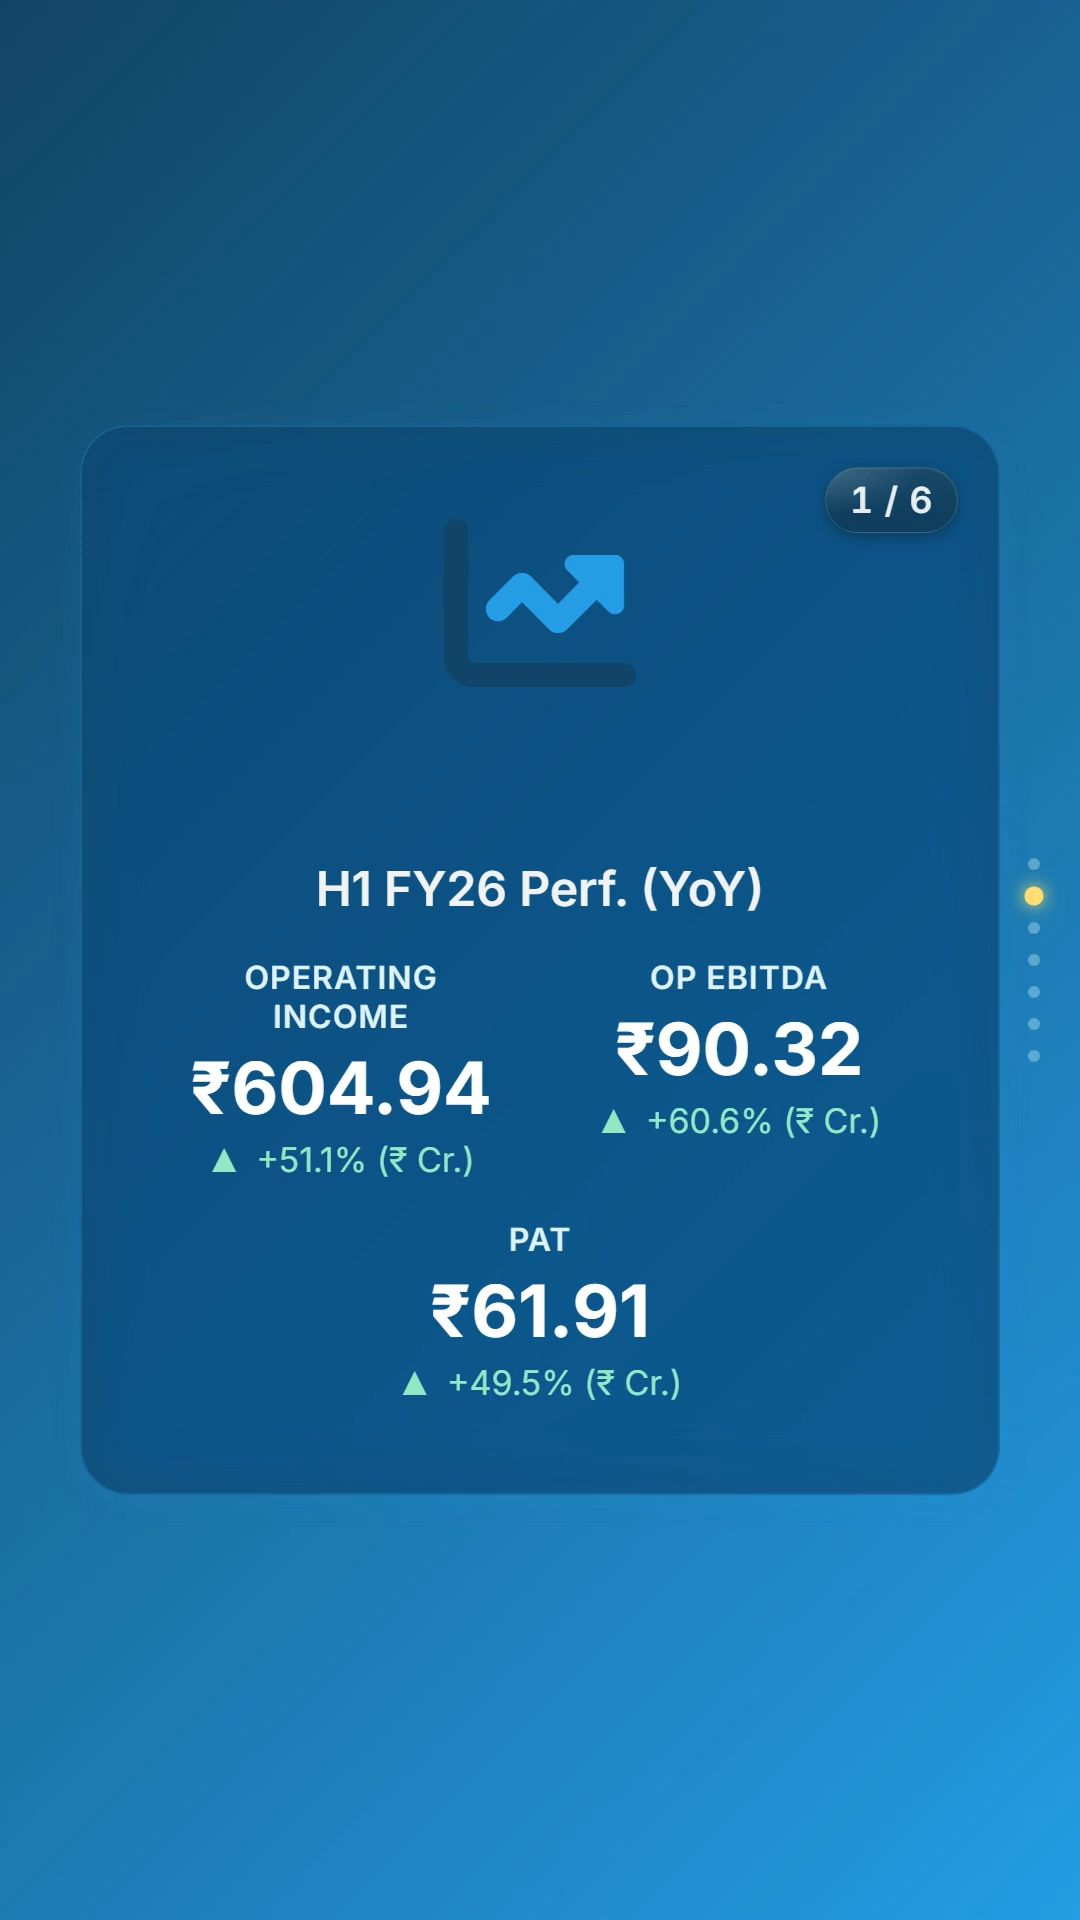 1 / 6
H1 FY26 Perf. (YoY)
OPERATING
INCOME
₹604.94
▲ +51.1% (₹ Cr.)
OP EBITDA
₹90.32
▲ +60.6% (₹ Cr.)
PAT
₹61.91
▲ +49.5% (₹ Cr.)